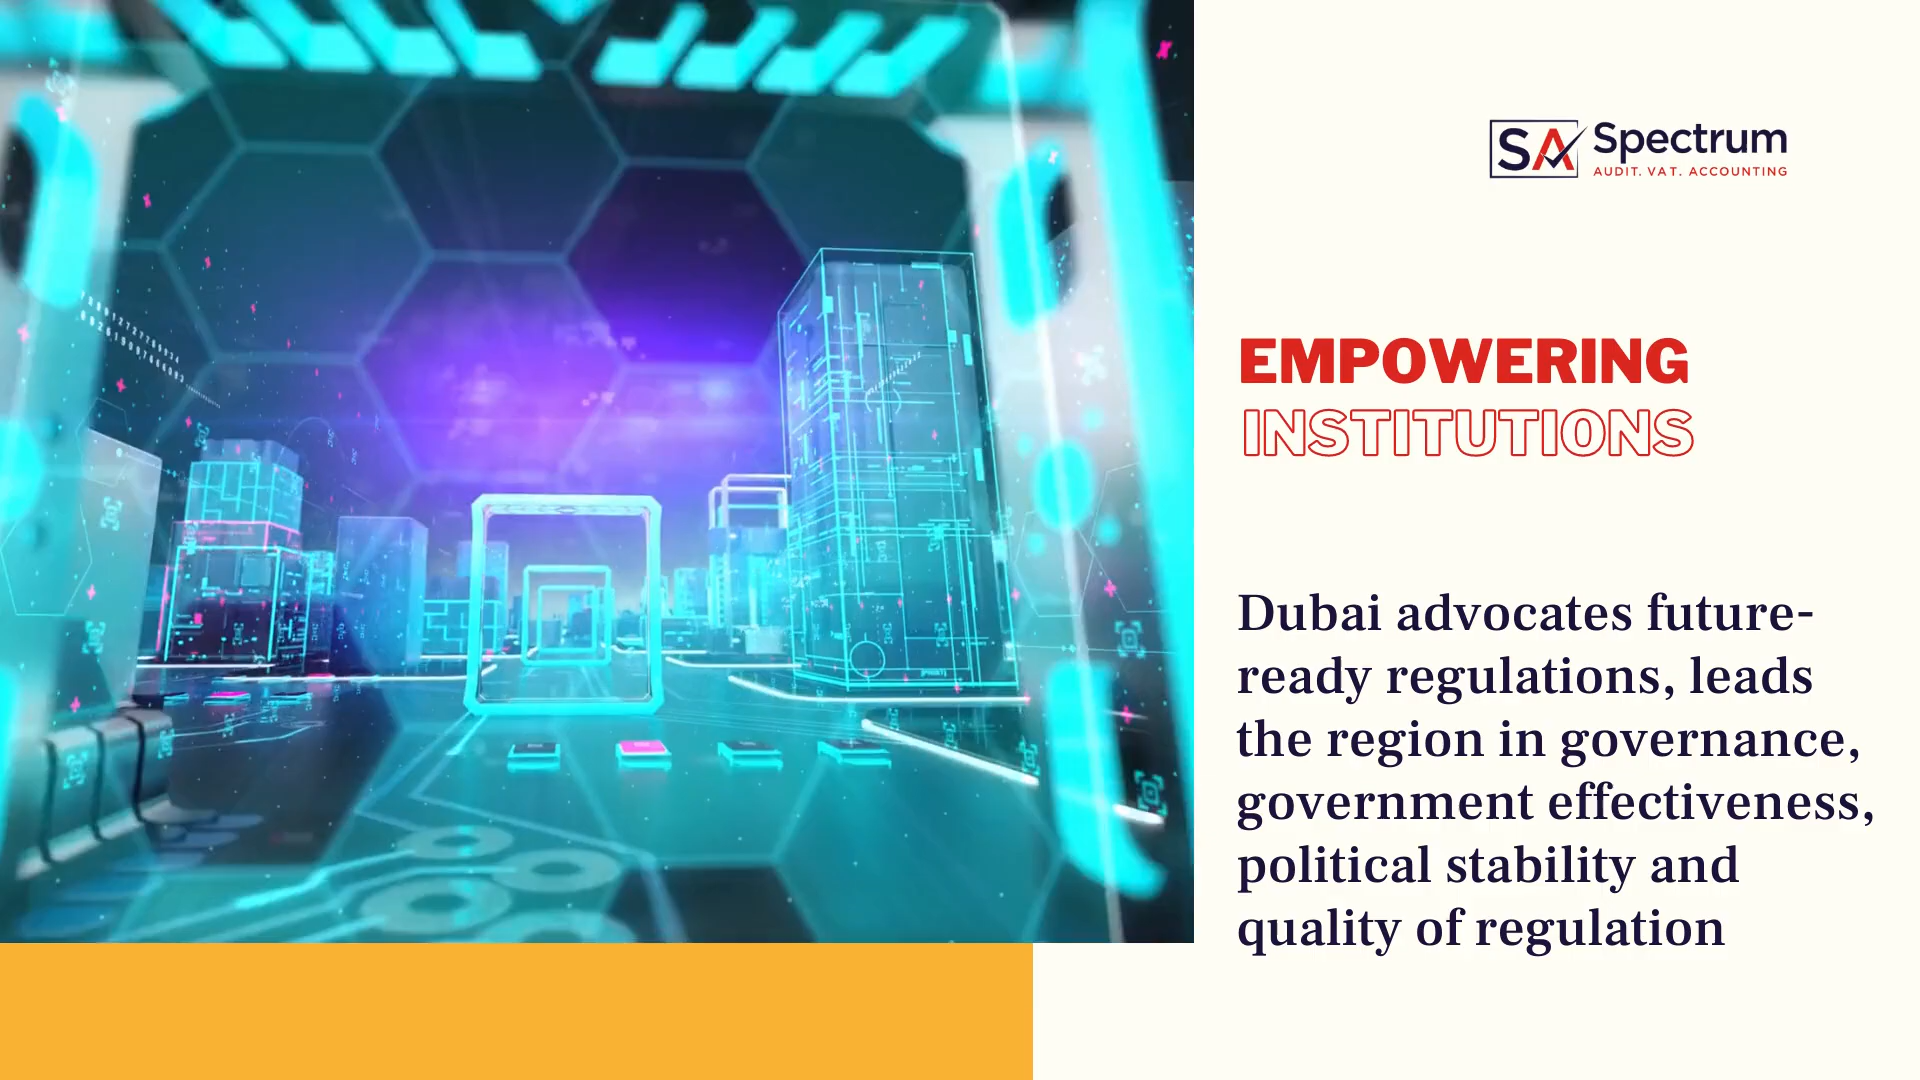 SA Spectrum
AUDIT. VAT. ACCOUNTING
EMPOWERING
INSTITUTIONS
Dubai advocates future-
ready regulations, leads
the region in governance,
government effectiveness,
political stability and
quality of regulation